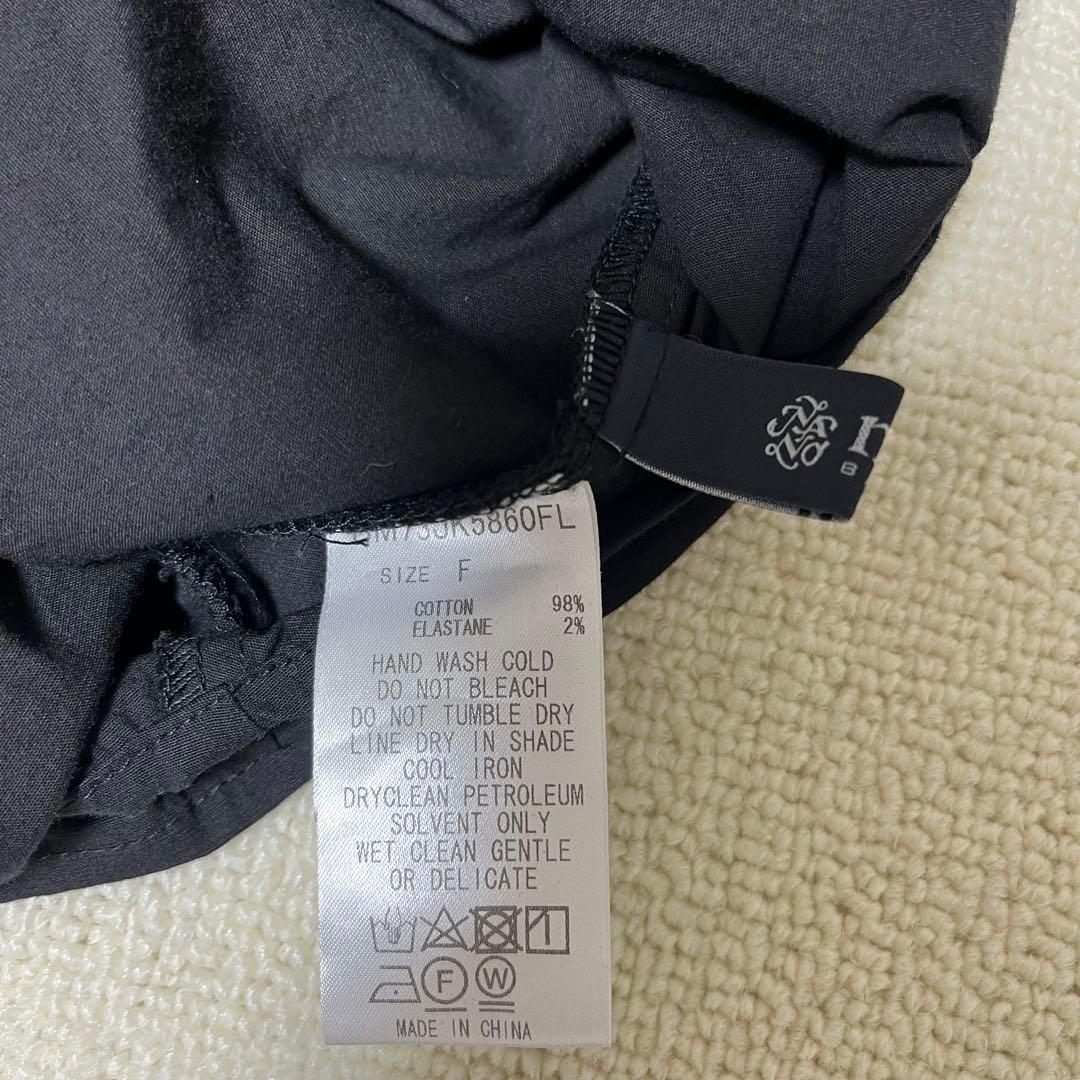 SIZE F
COTTON 98%
ELASTANE 2%
HAND WASH COLD
DO NOT BLEACH
DO NOT TUMBLE DRY
LINE DRY IN SHADE
COOL IRON
DRYCLEAN PETROLEUM
SOLVENT ONLY
WET CLEAN GENTLE
OR DELICATE
F W
MADE IN CHINA